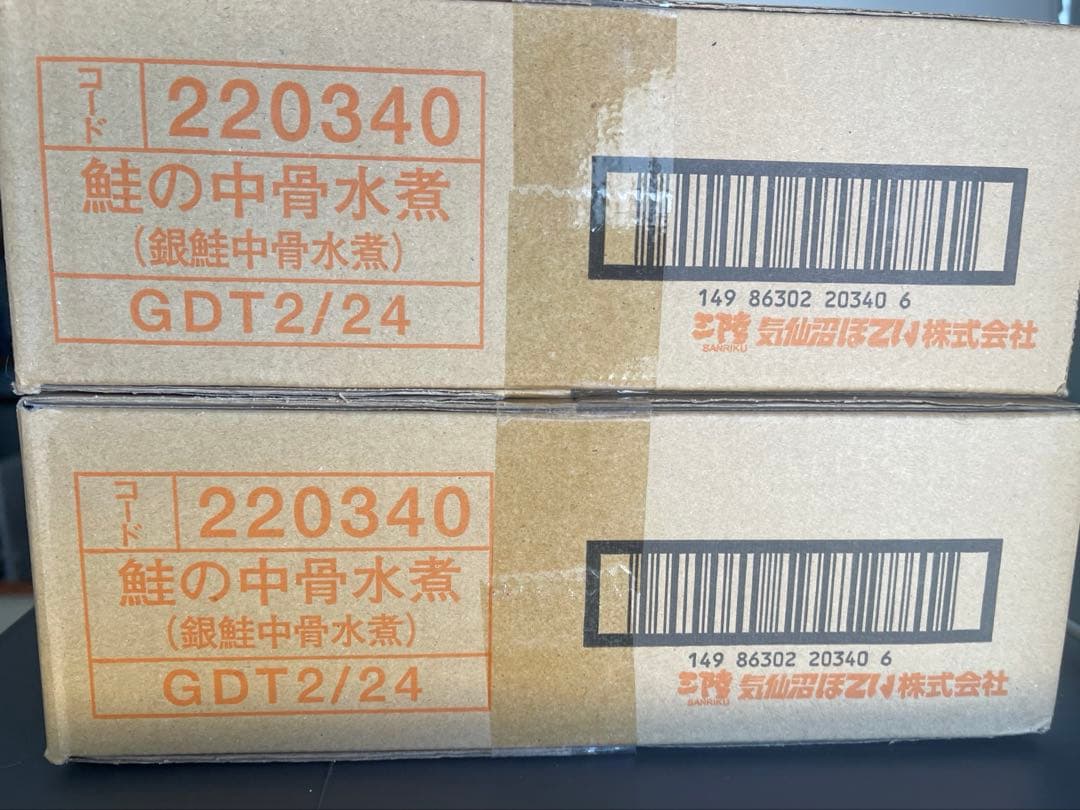 コード
220340
鮭の中骨水煮
(銀鮭中骨水煮)
GDT2/24
149 86302 20340 6
三陸 気仙沼ほてい株式会社
SANRIKU
コード
220340
鮭の中骨水煮
(銀鮭中骨水煮)
GDT2/24
149 86302 20340 6
三陸 気仙沼ほてい株式会社
SANRIKU